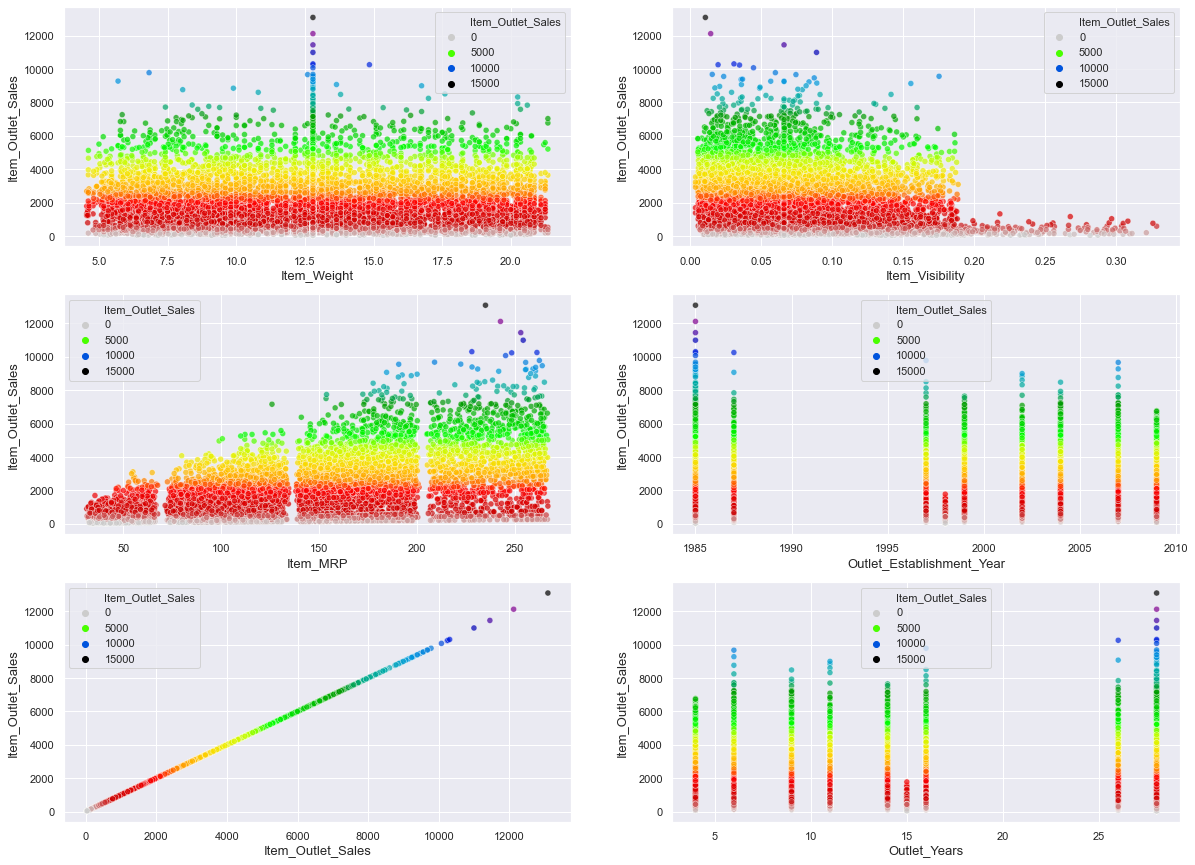 Item_Outlet_Sales
0
5000
10000
15000
Item_Outlet_Sales
0 2000 4000 6000 8000 10000 12000
5.0 7.5 10.0 12.5 15.0 17.5 20.0
Item_Weight
Item_Outlet_Sales
0
5000
10000
15000
Item_Outlet_Sales
0 2000 4000 6000 8000 10000 12000
0.00 0.05 0.10 0.15 0.20 0.25 0.30
Item_Visibility
Item_Outlet_Sales
0
5000
10000
15000
Item_Outlet_Sales
0 2000 4000 6000 8000 10000 12000
50 100 150 200 250
Item_MRP
Item_Outlet_Sales
0
5000
10000
15000
Item_Outlet_Sales
0 2000 4000 6000 8000 10000 12000
1985 1990 1995 2000 2005 2010
Outlet_Establishment_Year
Item_Outlet_Sales
0
5000
10000
15000
Item_Outlet_Sales
0 2000 4000 6000 8000 10000 12000
0 2000 4000 6000 8000 10000 12000
Item_Outlet_Sales
Item_Outlet_Sales
0
5000
10000
15000
Item_Outlet_Sales
0 2000 4000 6000 8000 10000 12000
5 10 15 20 25
Outlet_Years